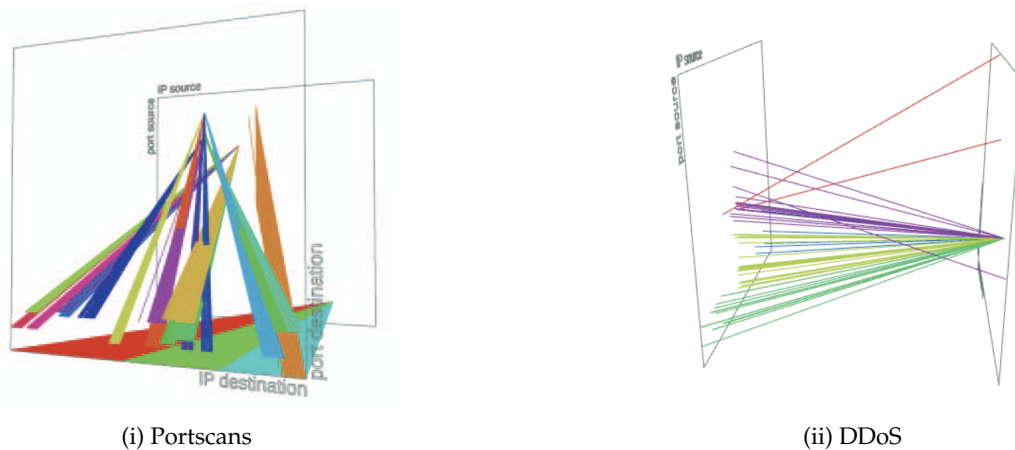 IP source
port source
IP destination
port destination
(i) Portscans
IP source
port source
(ii) DDoS